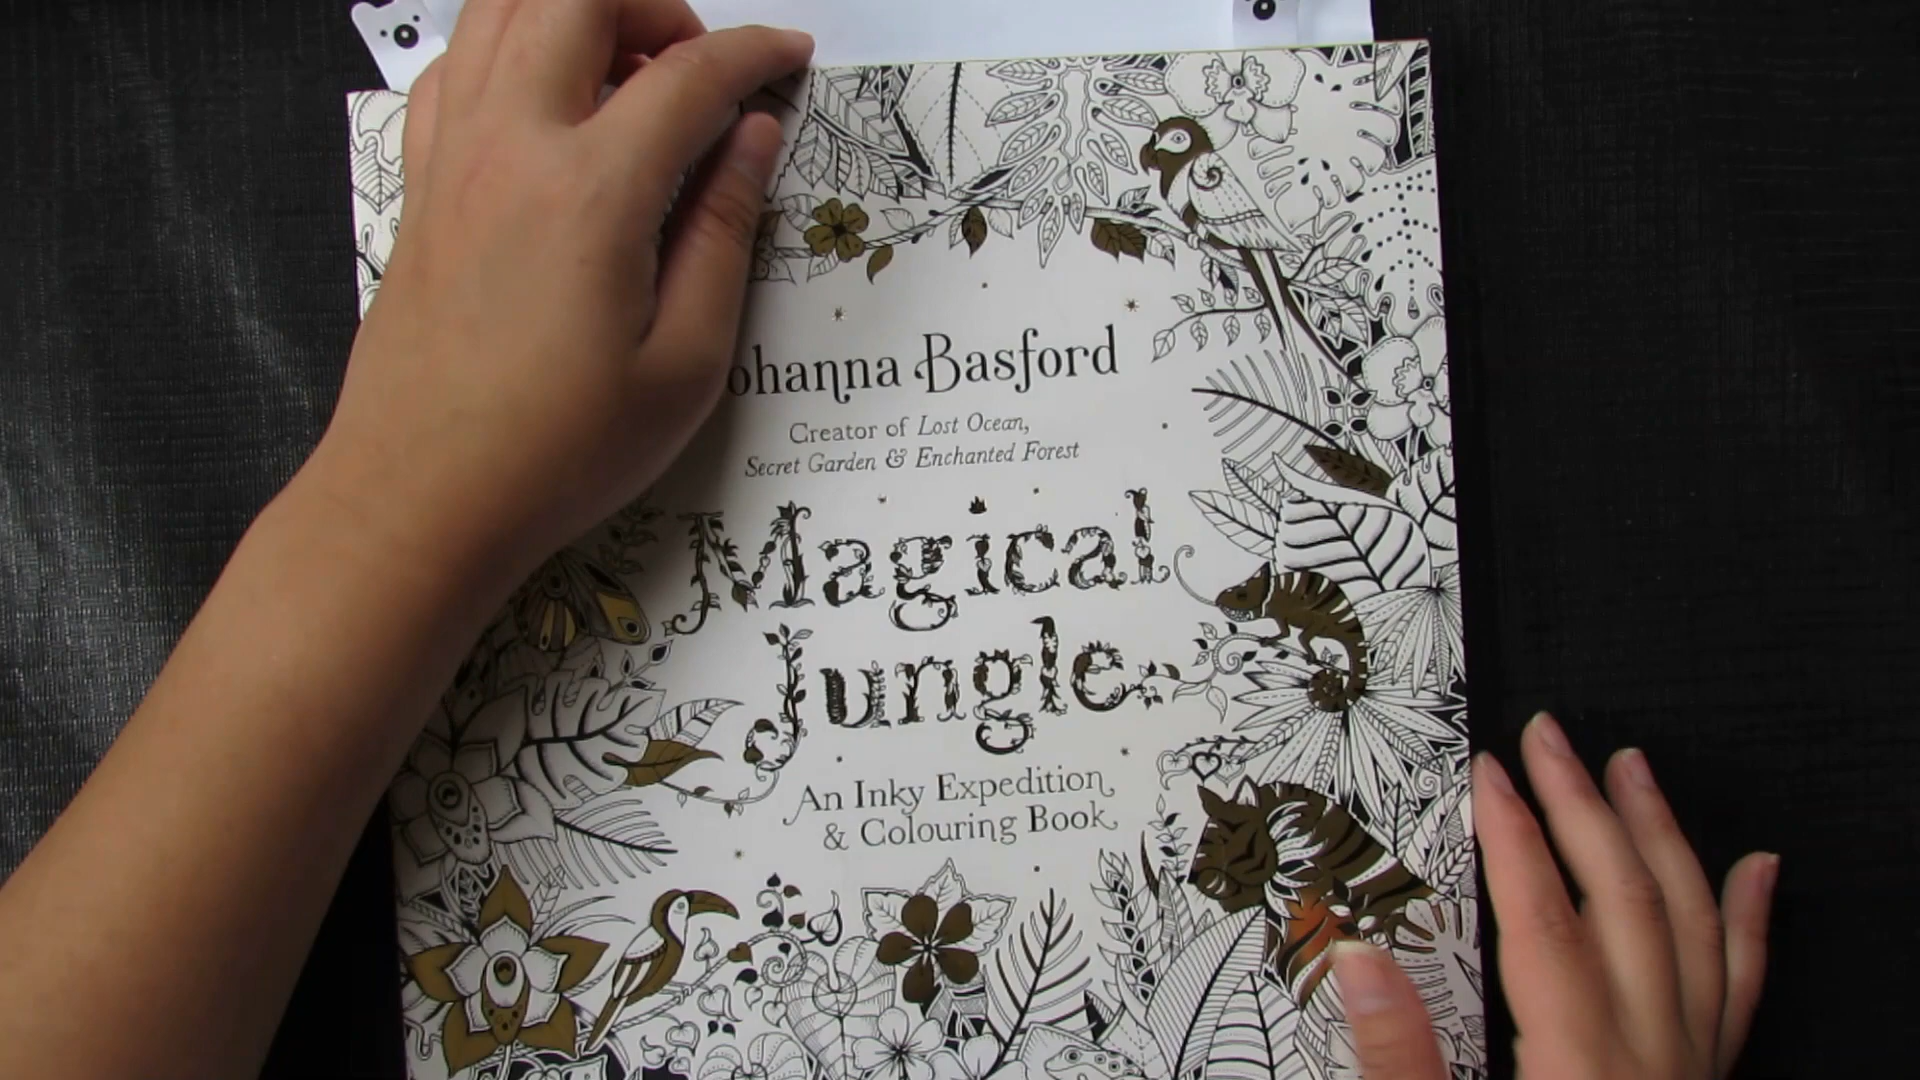 ohanna Basford
Creator of Lost Ocean,
Secret Garden & Enchanted Forest
Magical
Jungle
An Inky Expedition
& Colouring Book